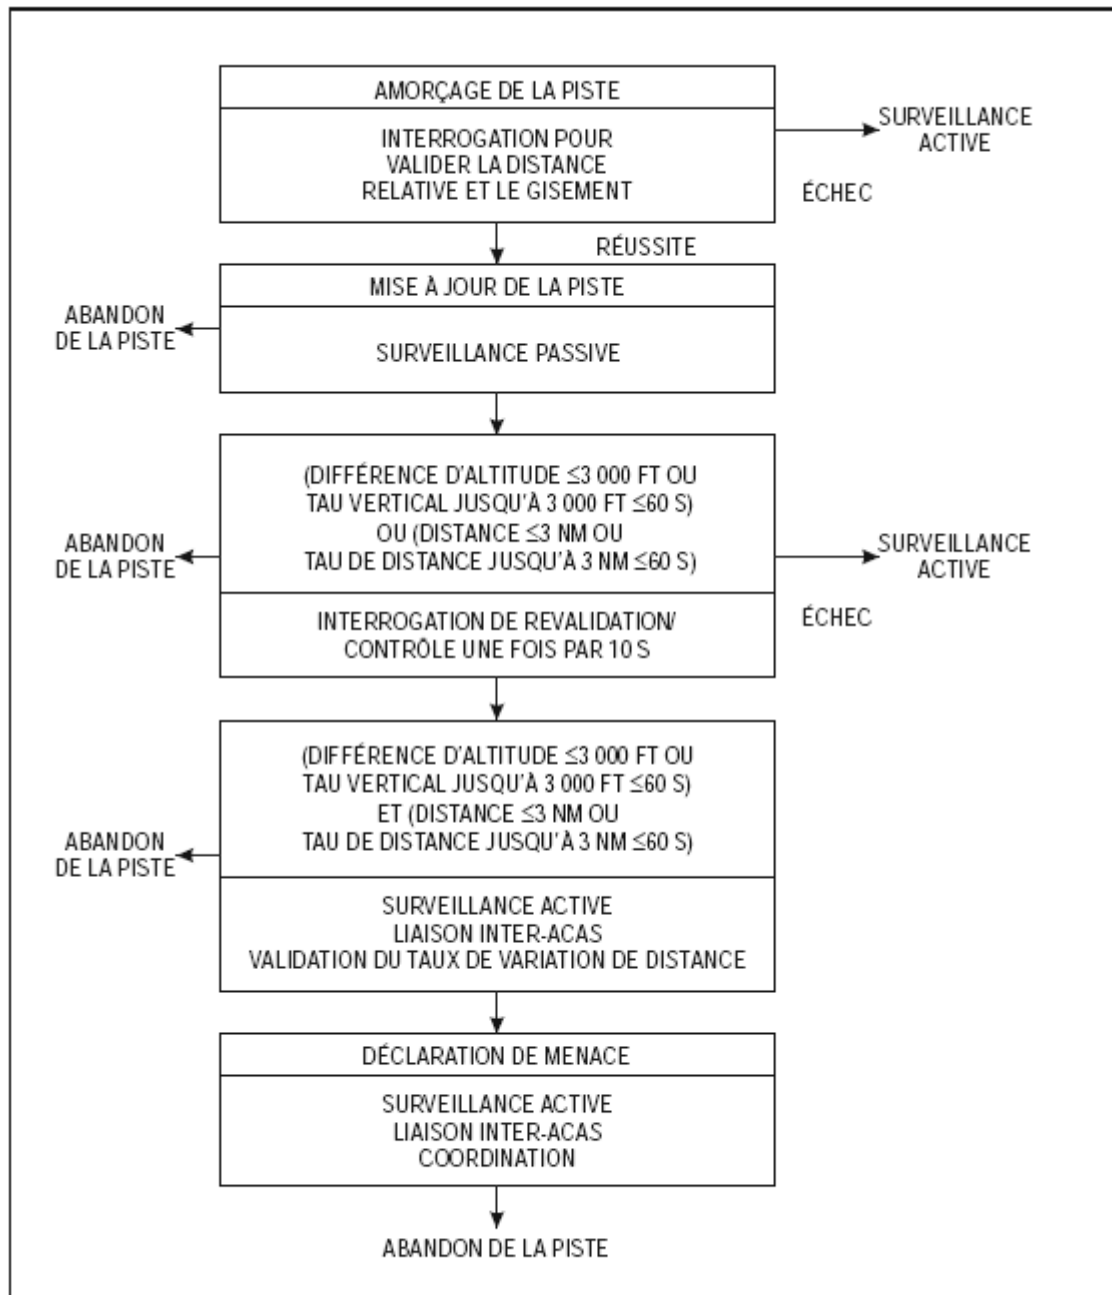 AMORÇAGE DE LA PISTE
INTERROGATION POUR
VALIDER LA DISTANCE
RELATIVE ET LE GISEMENT
SURVEILLANCE
ACTIVE
ÉCHEC
RÉUSSITE
MISE À JOUR DE LA PISTE
SURVEILLANCE PASSIVE
ABANDON
DE LA PISTE
(DIFFÉRENCE D'ALTITUDE ≤3 000 FT OU
TAU VERTICAL JUSQU'À 3 000 FT ≤60 S)
OU (DISTANCE ≤3 NM OU
TAU DE DISTANCE JUSQU'À 3 NM ≤60 S)
ABANDON
DE LA PISTE
SURVEILLANCE
ACTIVE
INTERROGATION DE REVALIDATION/
CONTRÔLE UNE FOIS PAR 10 S
ÉCHEC
(DIFFÉRENCE D'ALTITUDE ≤3 000 FT OU
TAU VERTICAL JUSQU'À 3 000 FT ≤60 S)
ET (DISTANCE ≤3 NM OU
TAU DE DISTANCE JUSQU'À 3 NM ≤60 S)
ABANDON
DE LA PISTE
SURVEILLANCE ACTIVE
LIAISON INTER-ACAS
VALIDATION DU TAUX DE VARIATION DE DISTANCE
DÉCLARATION DE MENACE
SURVEILLANCE ACTIVE
LIAISON INTER-ACAS
COORDINATION
ABANDON DE LA PISTE